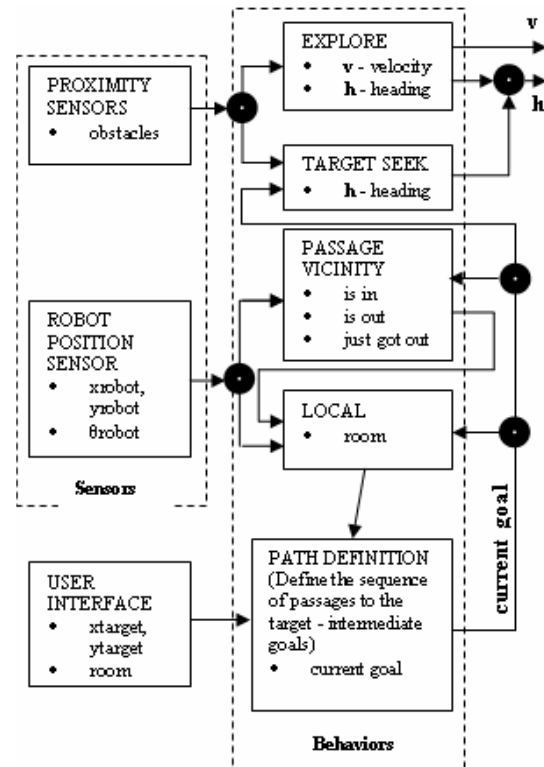 PROXIMITY
SENSORS
• obstacles
ROBOT
POSITION
SENSOR
• xrobot,
yrobot
• θrobot
Sensors
USER
INTERFACE
• xtarget,
ytarget
• room
EXPLORE
• v - velocity
• h - heading
TARGET SEEK
• h - heading
PASSAGE
VICINITY
• is in
• is out
• just got out
LOCAL
• room
PATH DEFINITION
(Define the sequence
of passages to the
target - intermediate
goals)
• current goal
Behaviors
v
h
current goal